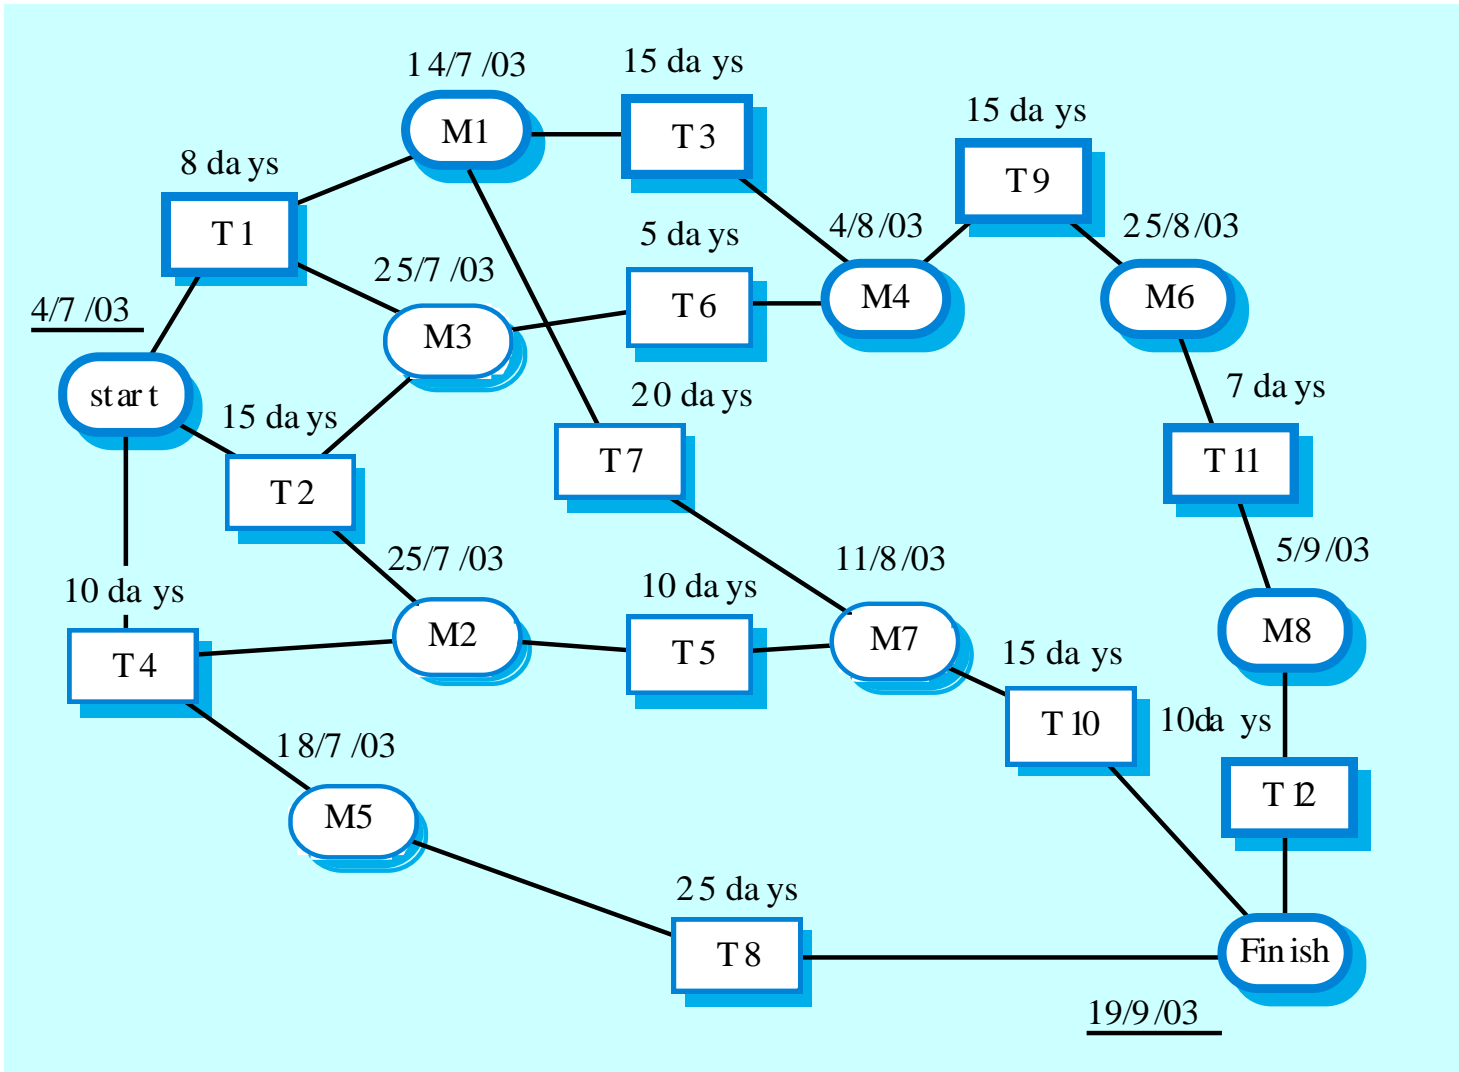 14/7/03
15 days
M1
T3
15 days
8 days
T9
T1
4/8/03
25/8/03
5 days
25/7/03
4/7/03
M4
M6
T6
M3
start
7 days
20 days
15 days
T7
T11
T2
25/7/03
11/8/03
5/9/03
10 days
10 days
M2
M7
M8
T4
T5
15 days
T10
10days
18/7/03
M5
T12
25 days
T8
Finish
19/9/03